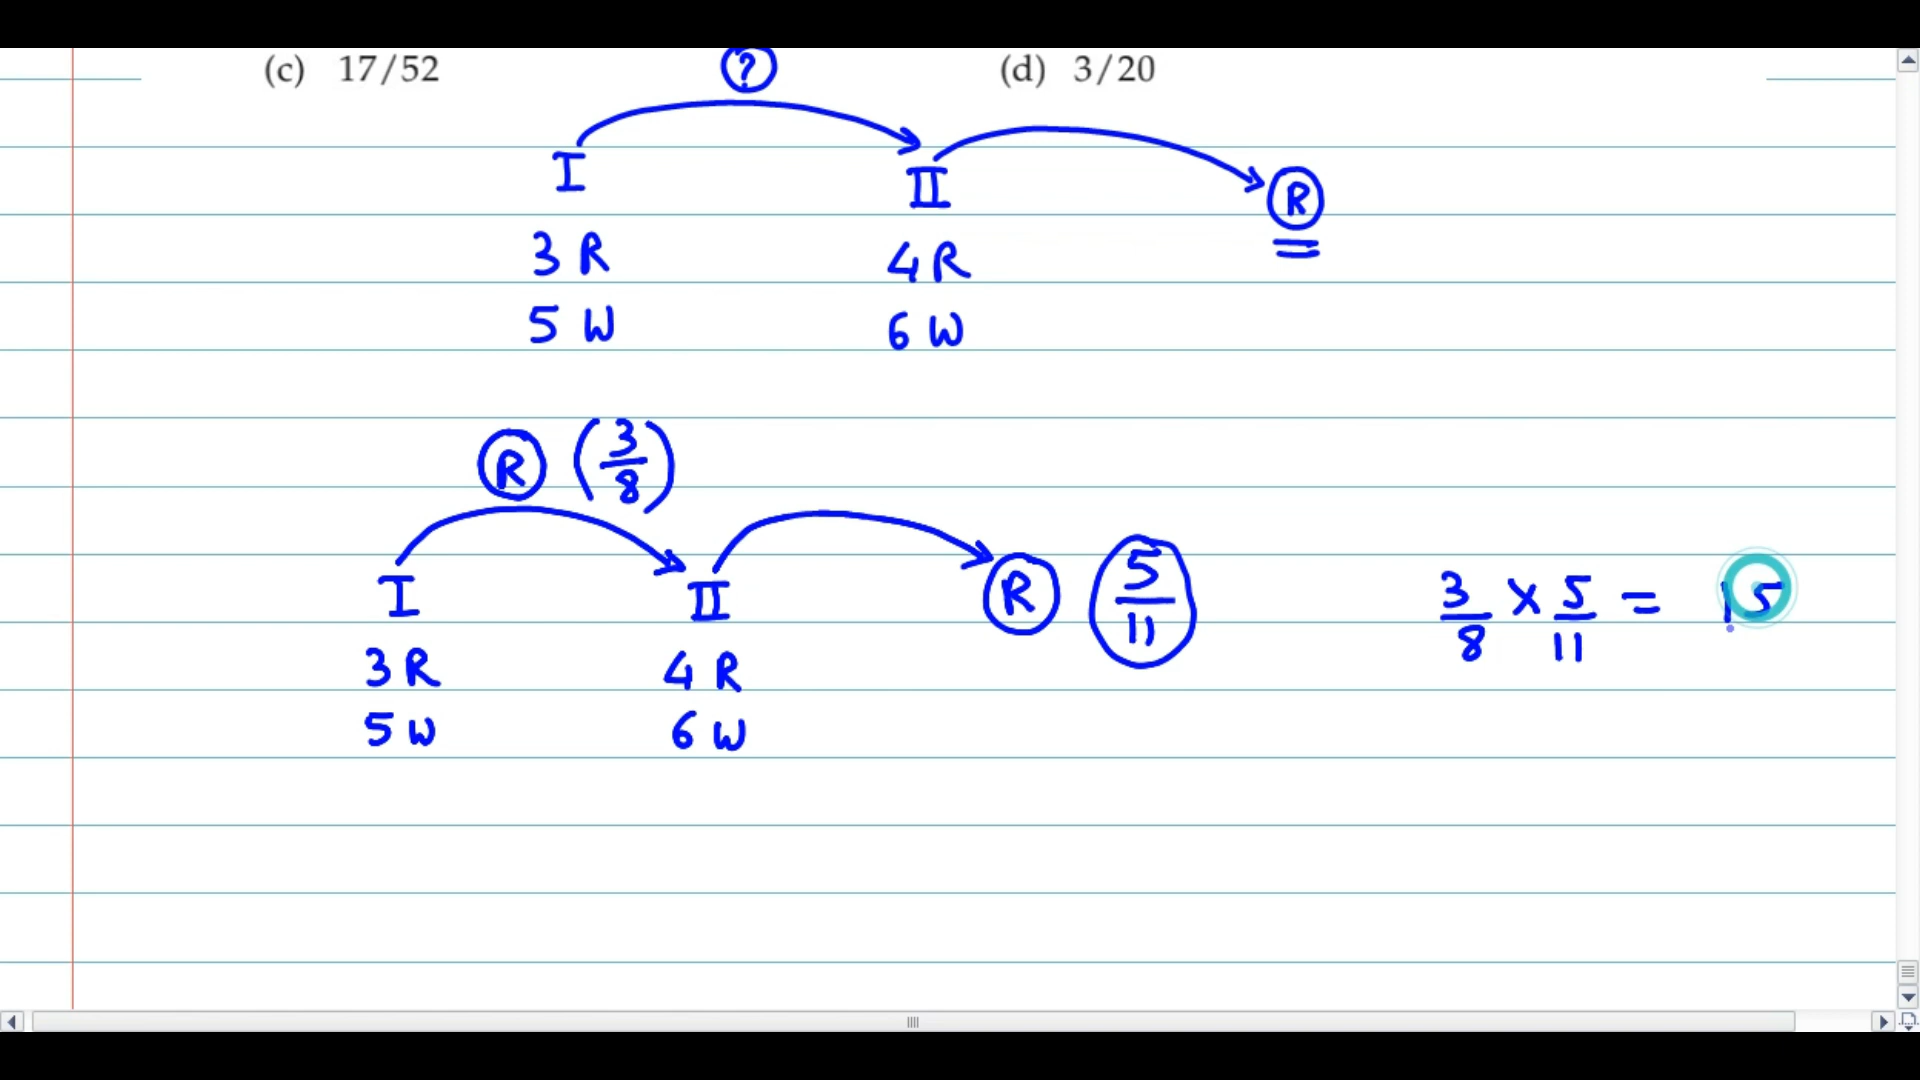 (c) 17/52 ? (d) 3/20
I II R
3 R 4 R
5 W 6 W
R (3/8)
I II R 5/11 3/8 × 5/11 = 15
3 R 4 R
5 W 6 W